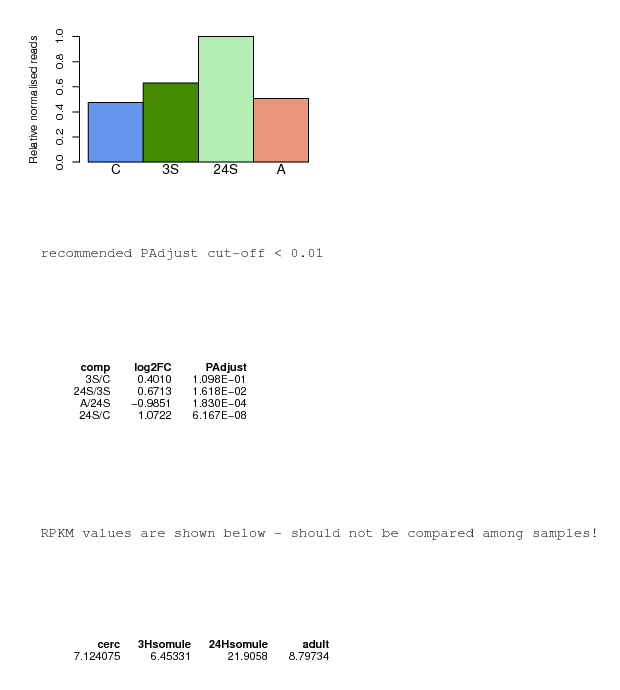 Relative normalised reads
1.0
0.8
0.6
0.4
0.2
0.0
C 3S 24S A
recommended PAdjust cut-off < 0.01
comp log2FC PAdjust
3S/C 0.4010 1.098E−01
24S/3S 0.6713 1.618E−02
A/24S −0.9851 1.830E−04
24S/C 1.0722 6.167E−08
RPKM values are shown below - should not be compared among samples!
cerc 3Hsomule 24Hsomule adult
7.124075 6.45331 21.9058 8.79734